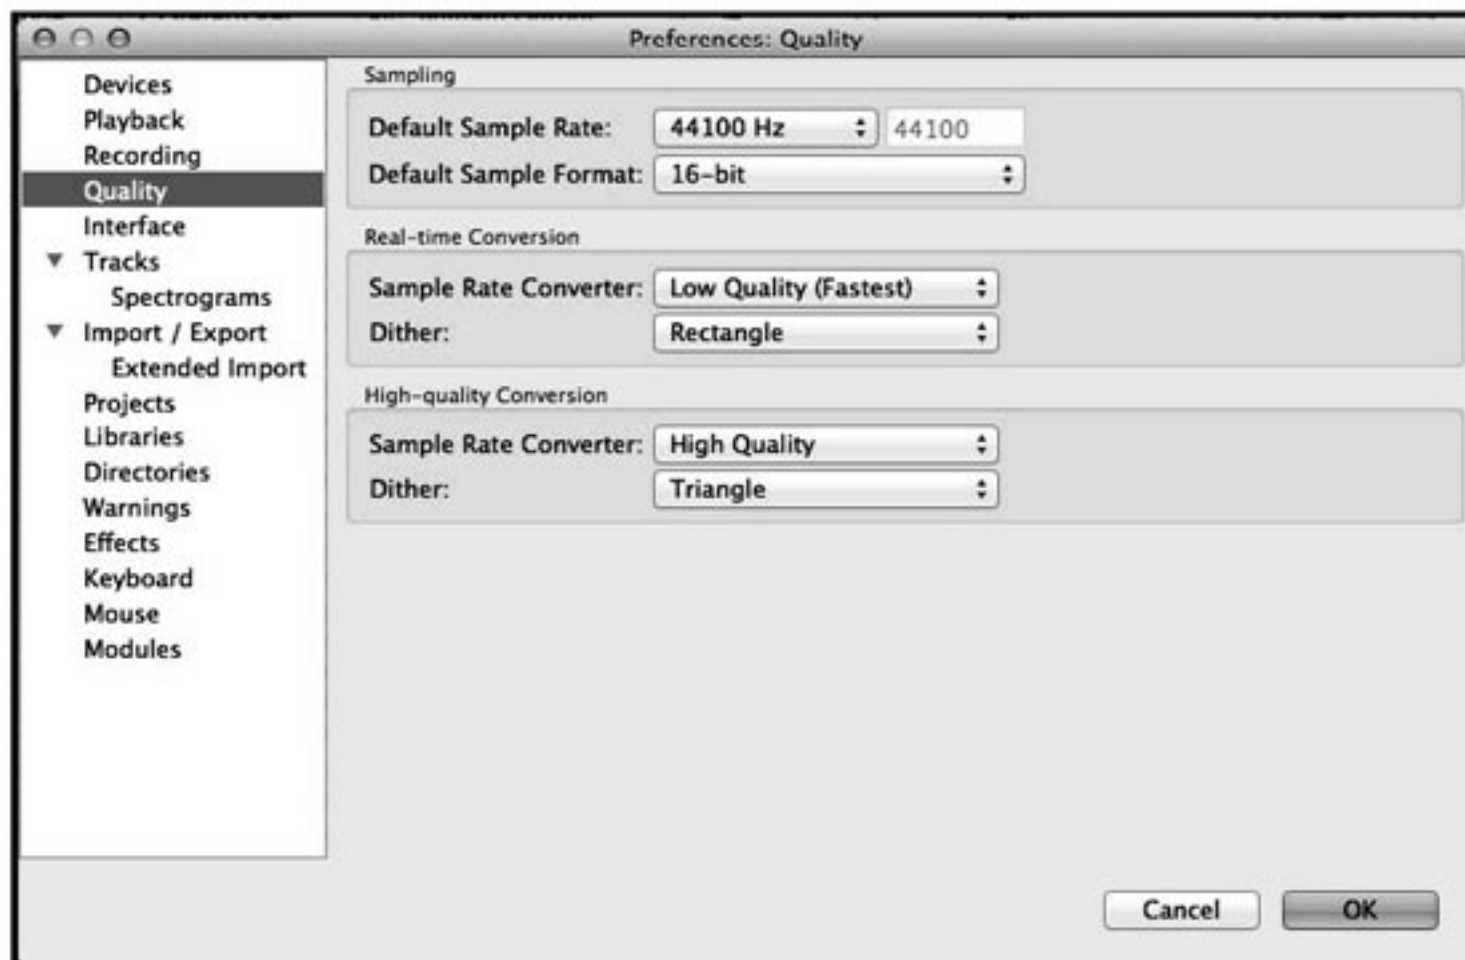 Preferences: Quality
Devices
Playback
Recording
Quality
Interface
Tracks
Spectrograms
Import / Export
Extended Import
Projects
Libraries
Directories
Warnings
Effects
Keyboard
Mouse
Modules
Sampling
Default Sample Rate: 44100 Hz 44100
Default Sample Format: 16-bit
Real-time Conversion
Sample Rate Converter: Low Quality (Fastest)
Dither: Rectangle
High-quality Conversion
Sample Rate Converter: High Quality
Dither: Triangle
Cancel OK